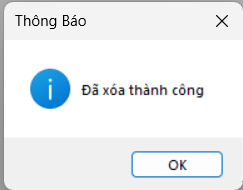 Thông Báo
Đã xóa thành công
OK